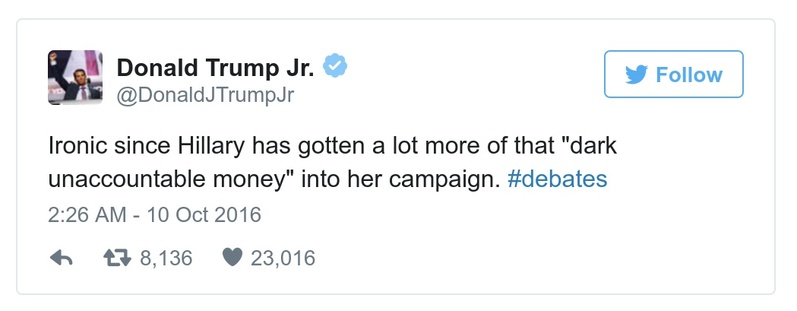 Donald Trump Jr.
@DonaldJTrumpJr
Follow
Ironic since Hillary has gotten a lot more of that "dark
unaccountable money" into her campaign. #debates
2:26 AM - 10 Oct 2016
8,136 23,016